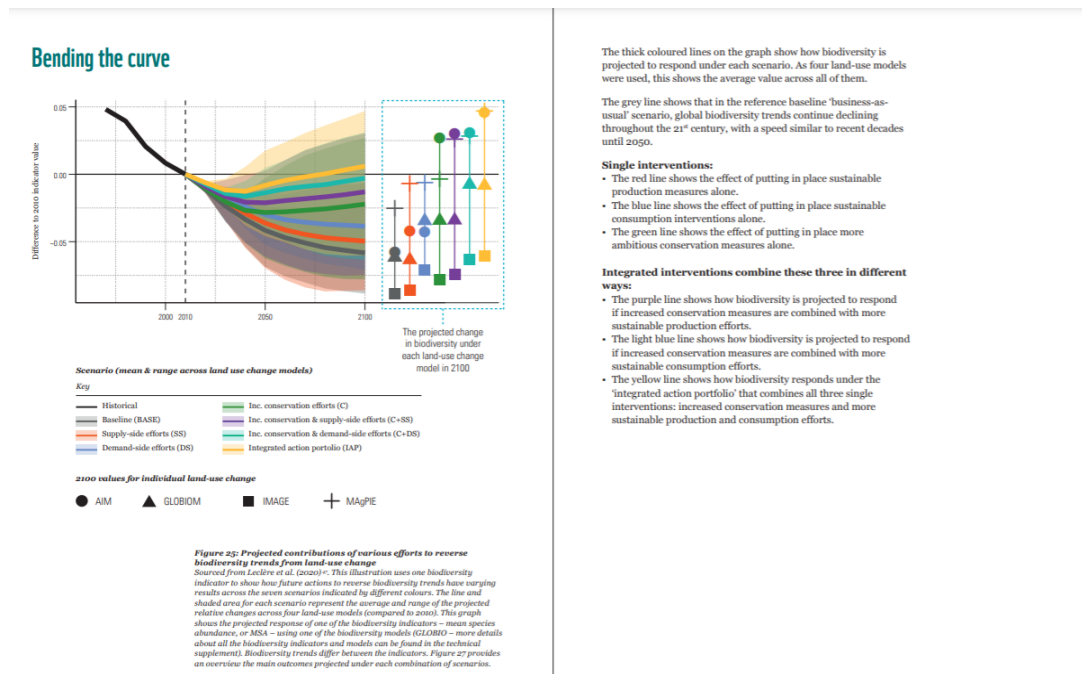 Bending the curve
0.05
0.00
−0.05
Difference to 2010 indicator value
2000 2010 2050 2100
The projected change
in biodiversity under
each land-use change
model in 2100
Scenario (mean & range across land use change models)
Key
Historical
Baseline (BASE)
Supply-side efforts (SS)
Demand-side efforts (DS)
Inc. conservation efforts (C)
Inc. conservation & supply-side efforts (C+SS)
Inc. conservation & demand-side efforts (C+DS)
Integrated action portolio (IAP)
2100 values for individual land-use change
AIM GLOBIOM IMAGE MAgPIE
Figure 25: Projected contributions of various efforts to reverse
biodiversity trends from land-use change
Sourced from Leclère et al. (2020) . This illustration uses one biodiversity
indicator to show how future actions to reverse biodiversity trends have varying
results across the seven scenarios indicated by different colours. The line and
shaded area for each scenario represent the average and range of the projected
relative changes across four land-use models (compared to 2010). This graph
shows the projected response of one of the biodiversity indicators – mean species
abundance, or MSA – using one of the biodiversity models (GLOBIO – more details
about all the biodiversity indicators and models can be found in the technical
supplement). Biodiversity trends differ between the indicators. Figure 27 provides
an overview the main outcomes projected under each combination of scenarios.
The thick coloured lines on the graph show how biodiversity is
projected to respond under each scenario. As four land-use models
were used, this shows the average value across all of them.
The grey line shows that in the reference baseline 'business-as-
usual' scenario, global biodiversity trends continue declining
throughout the 21st century, with a speed similar to recent decades
until 2050.
Single interventions:
• The red line shows the effect of putting in place sustainable
production measures alone.
• The blue line shows the effect of putting in place sustainable
consumption interventions alone.
• The green line shows the effect of putting in place more
ambitious conservation measures alone.
Integrated interventions combine these three in different
ways:
• The purple line shows how biodiversity is projected to respond
if increased conservation measures are combined with more
sustainable production efforts.
• The light blue line shows how biodiversity is projected to respond
if increased conservation measures are combined with more
sustainable consumption efforts.
• The yellow line shows how biodiversity responds under the
'integrated action portfolio' that combines all three single
interventions: increased conservation measures and more
sustainable production and consumption efforts.